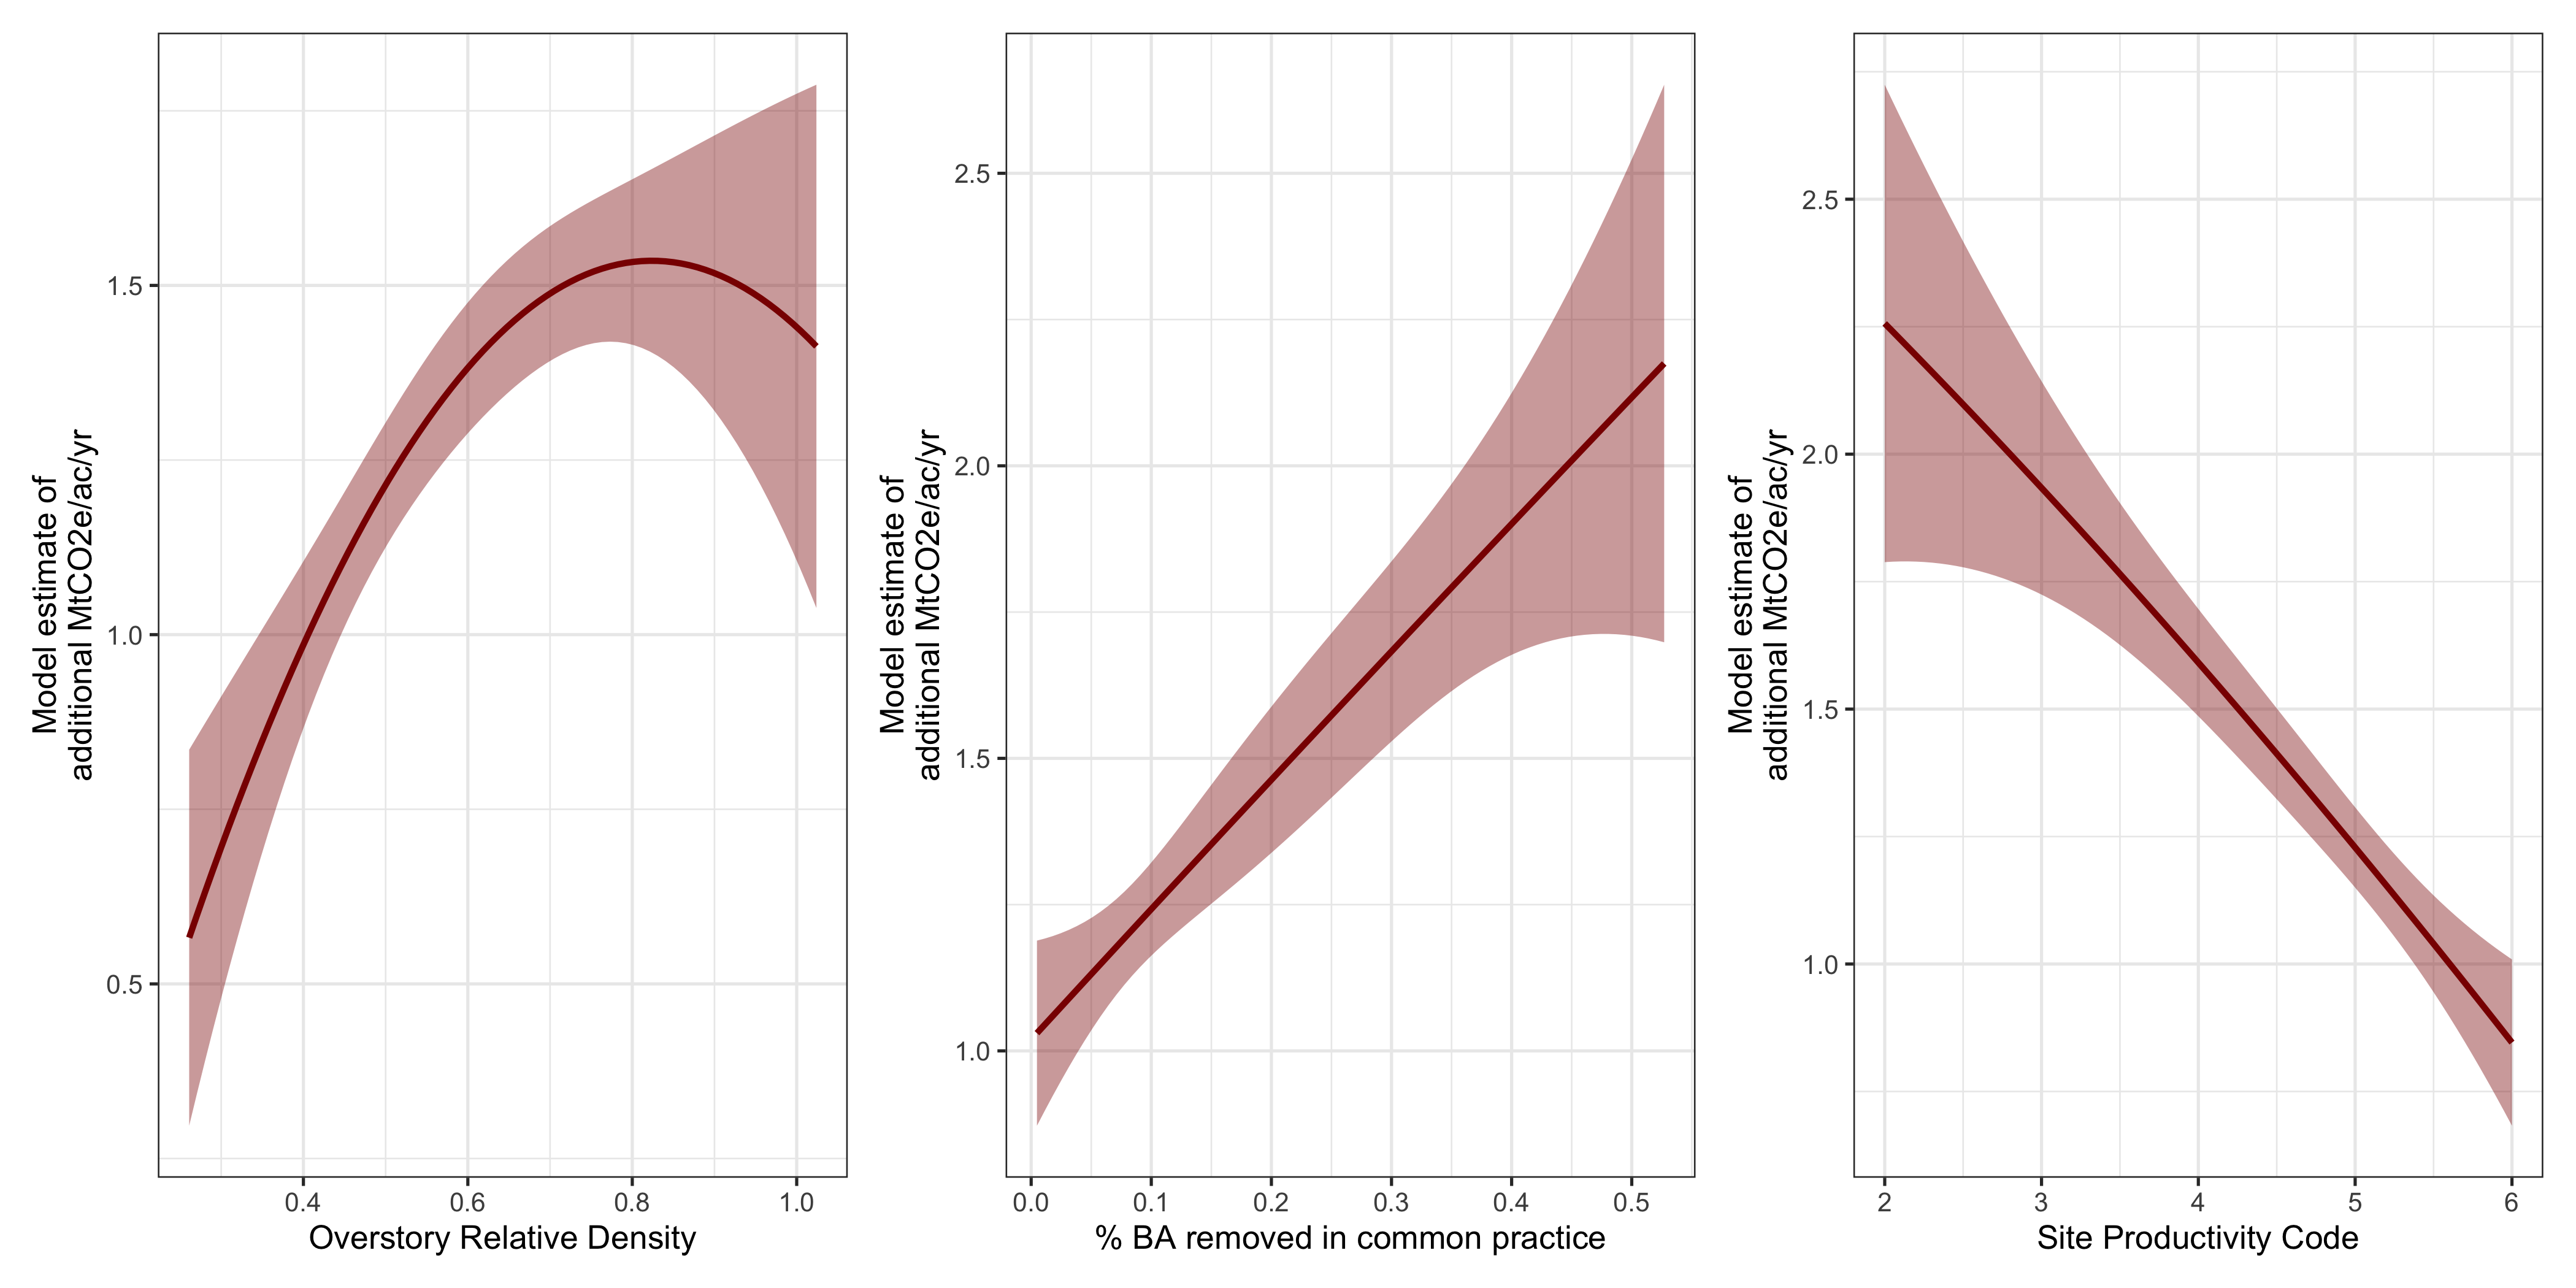 Model estimate of
additional MtCO2e/ac/yr
1.5
1.0
0.5
0.4 0.6 0.8 1.0
Overstory Relative Density
Model estimate of
additional MtCO2e/ac/yr
2.5
2.0
1.5
1.0
0.0 0.1 0.2 0.3 0.4 0.5
% BA removed in common practice
Model estimate of
additional MtCO2e/ac/yr
2.5
2.0
1.5
1.0
2 3 4 5 6
Site Productivity Code